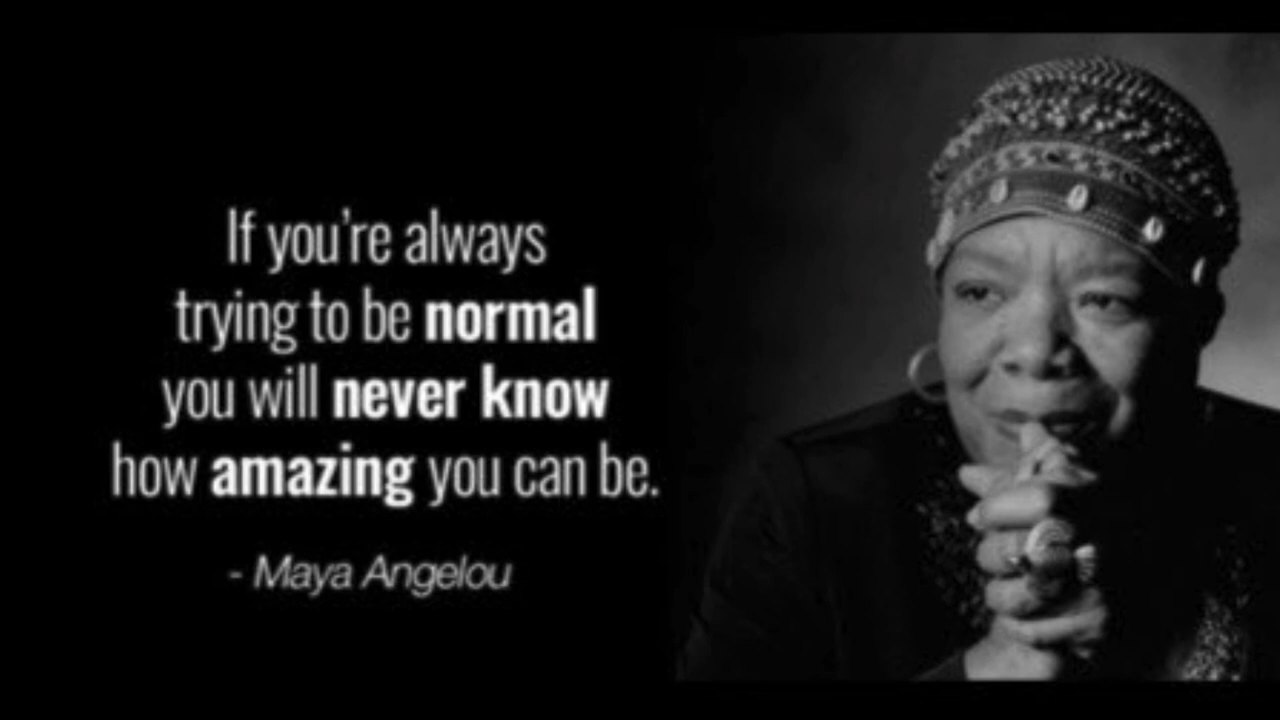 If you're always
trying to be normal
you will never know
how amazing you can be.
- Maya Angelou